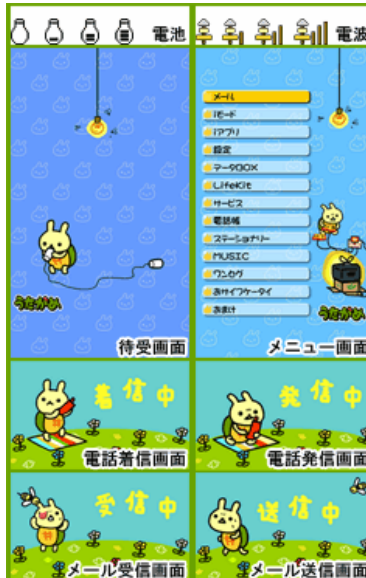 電池
電波
うさがめ
待受画面
メール
iモード
iアプリ
設定
データBOX
LifeKit
サービス
電話帳
ステーショナリー
MUSIC
ワンセグ
おサイフケータイ
おまけ
うさがめ
メニュー画面
着信中
電話着信画面
発信中
電話発信画面
受信中
メール受信画面
送信中
メール送信画面